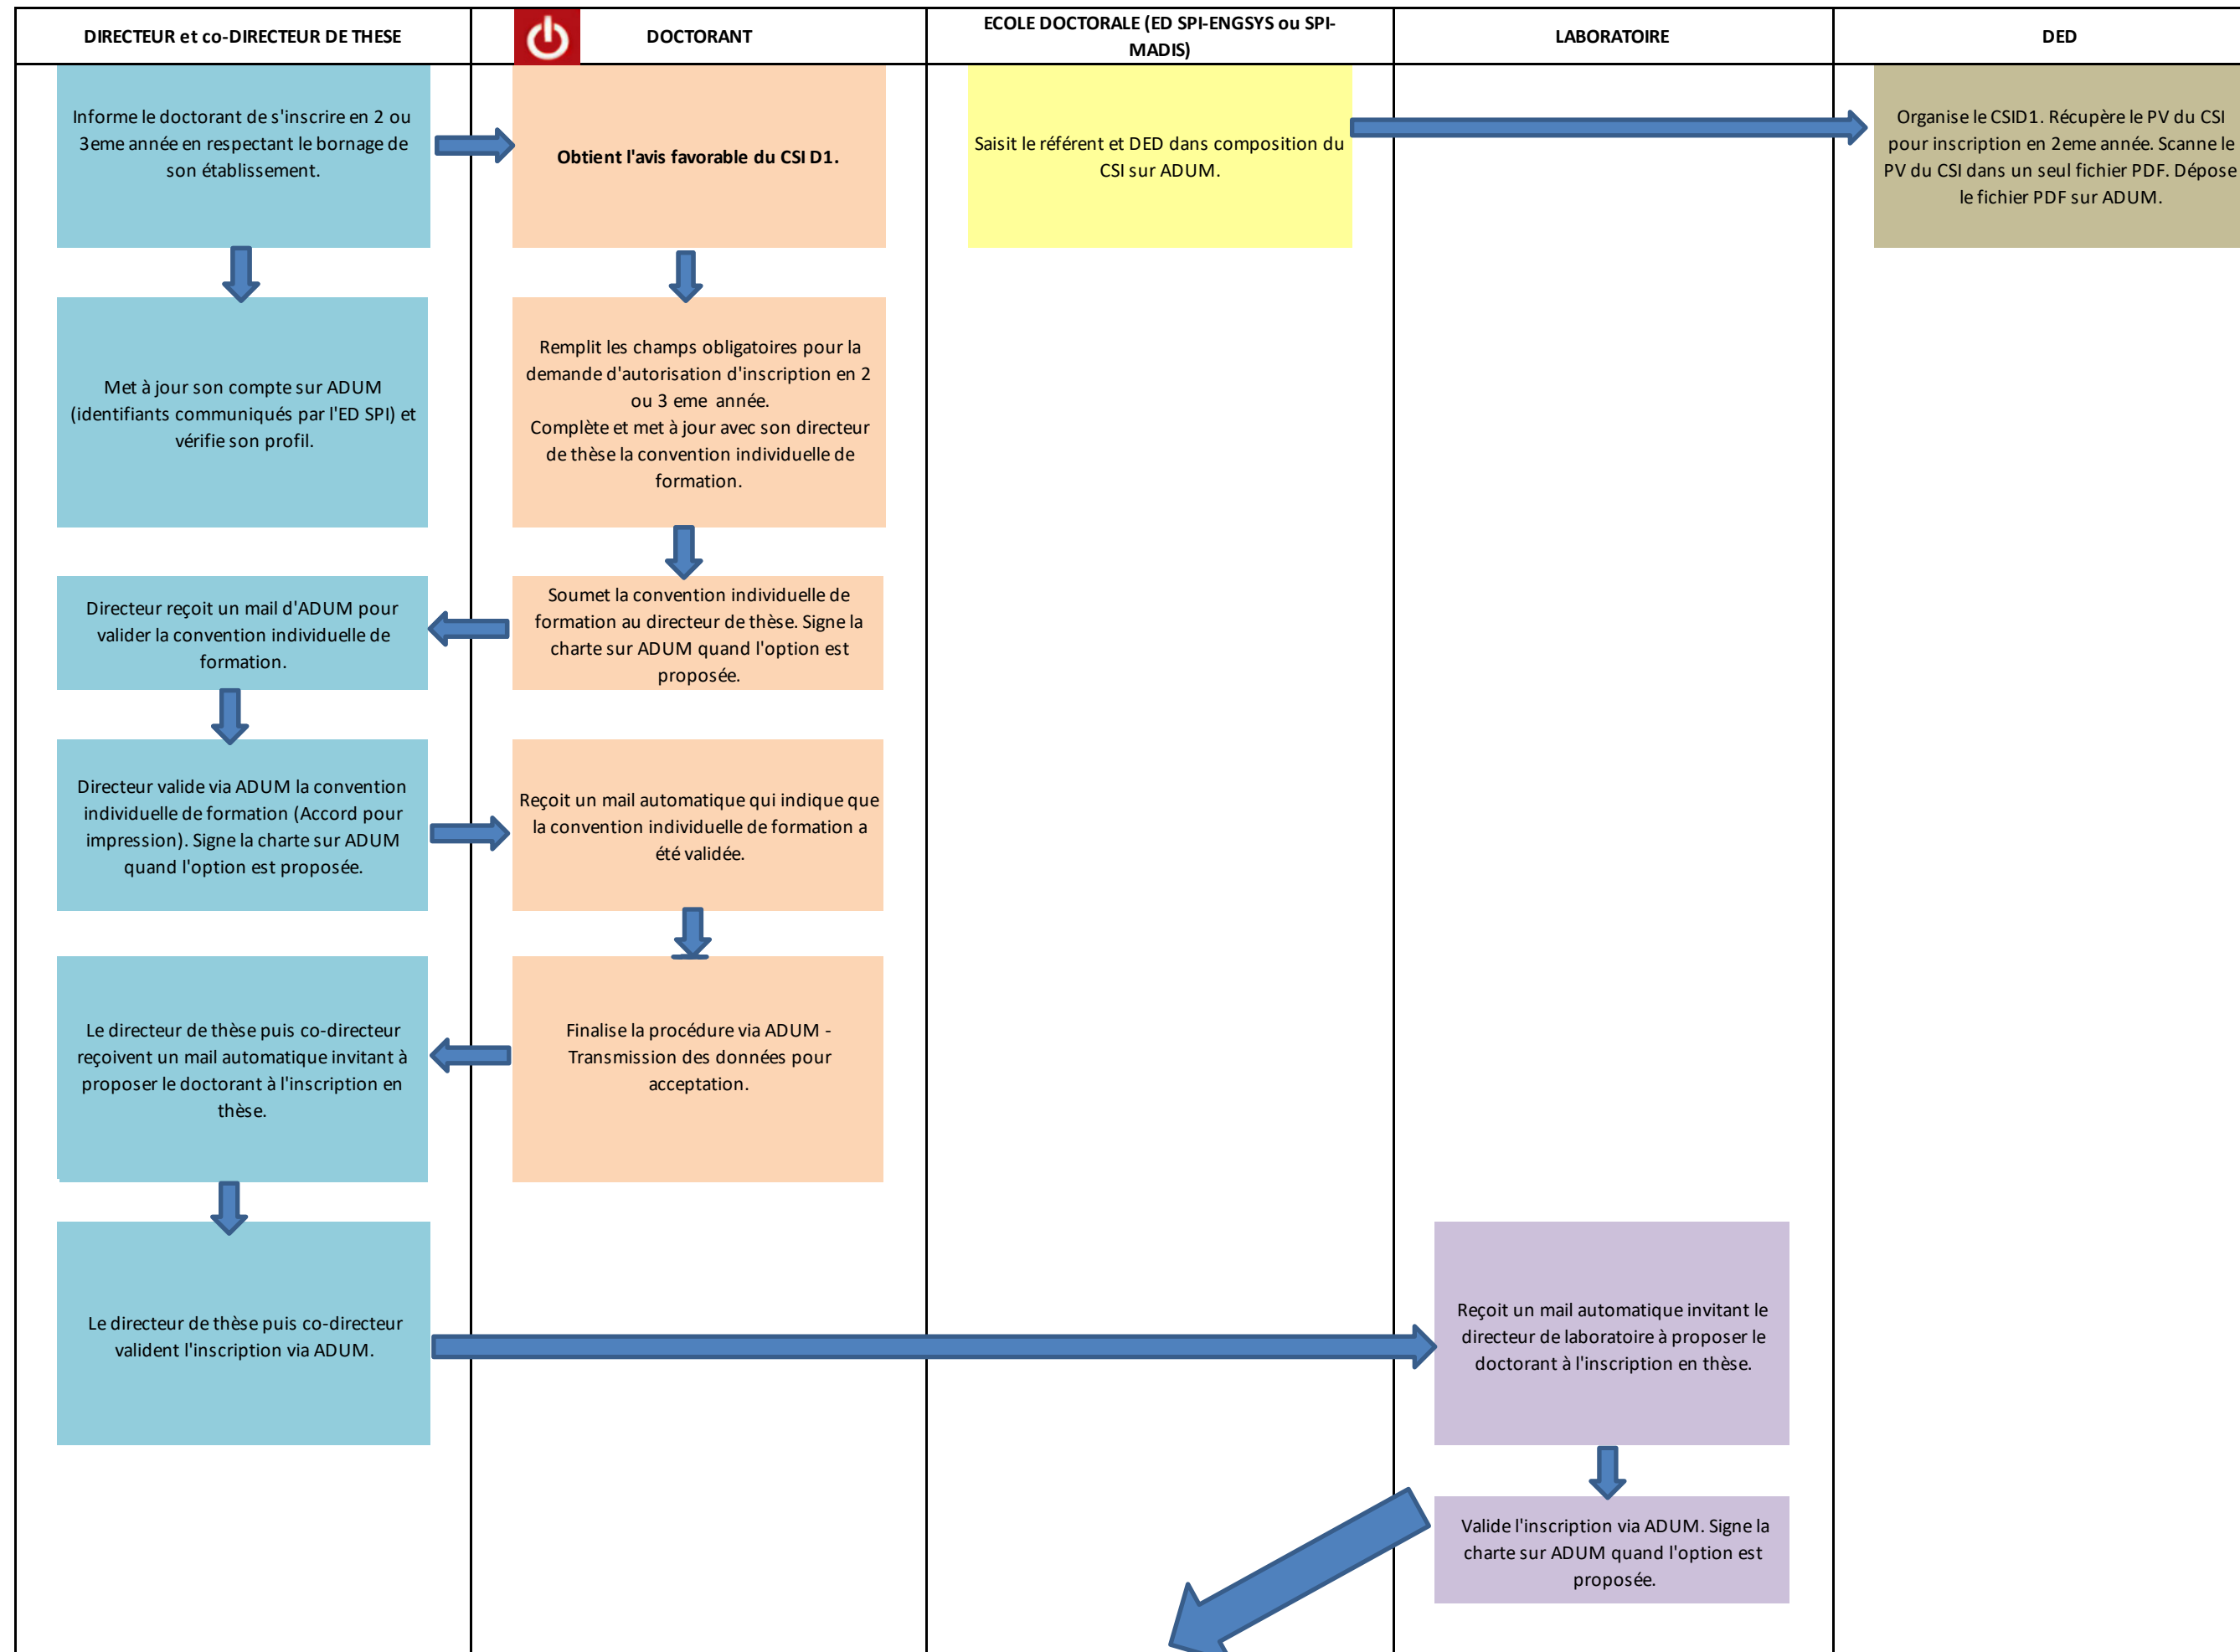 DIRECTEUR et co-DIRECTEUR DE THESE
DOCTORANT
ECOLE DOCTORALE (ED SPI-ENGSYS ou SPI-
MADIS)
LABORATOIRE
DED
Informe le doctorant de s'inscrire en 2 ou
3eme année en respectant le bornage de
son établissement.
Obtient l'avis favorable du CSI D1.
Saisit le référent et DED dans composition du
CSI sur ADUM.
Organise le CSID1. Récupère le PV du CSI
pour inscription en 2eme année. Scanne le
PV du CSI dans un seul fichier PDF. Dépose
le fichier PDF sur ADUM.
Met à jour son compte sur ADUM
(identifiants communiqués par l'ED SPI) et
vérifie son profil.
Remplit les champs obligatoires pour la
demande d'autorisation d'inscription en 2
ou 3 eme année.
Complète et met à jour avec son directeur
de thèse la convention individuelle de
formation.
Directeur reçoit un mail d'ADUM pour
valider la convention individuelle de
formation.
Soumet la convention individuelle de
formation au directeur de thèse. Signe la
charte sur ADUM quand l'option est
proposée.
Directeur valide via ADUM la convention
individuelle de formation (Accord pour
impression). Signe la charte sur ADUM
quand l'option est proposée.
Reçoit un mail automatique qui indique que
la convention individuelle de formation a
été validée.
Le directeur de thèse puis co-directeur
reçoivent un mail automatique invitant à
proposer le doctorant à l'inscription en
thèse.
Finalise la procédure via ADUM -
Transmission des données pour
acceptation.
Le directeur de thèse puis co-directeur
valident l'inscription via ADUM.
Reçoit un mail automatique invitant le
directeur de laboratoire à proposer le
doctorant à l'inscription en thèse.
Valide l'inscription via ADUM. Signe la
charte sur ADUM quand l'option est
proposée.